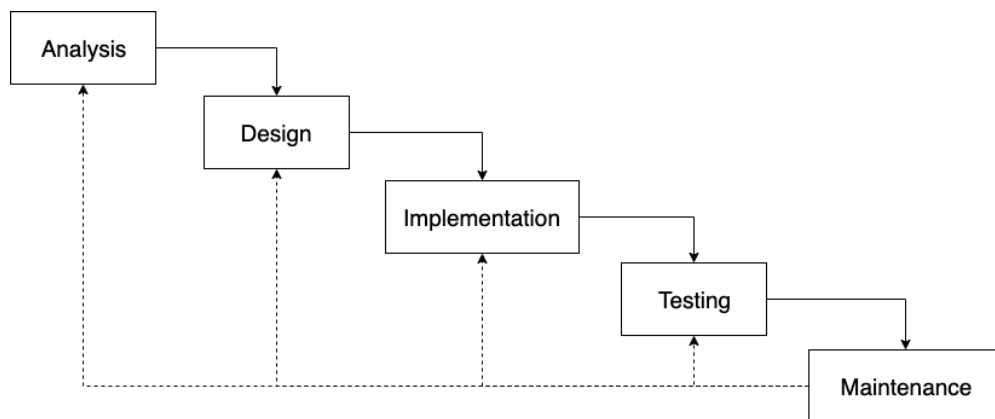 Analysis
Design
Implementation
Testing
Maintenance